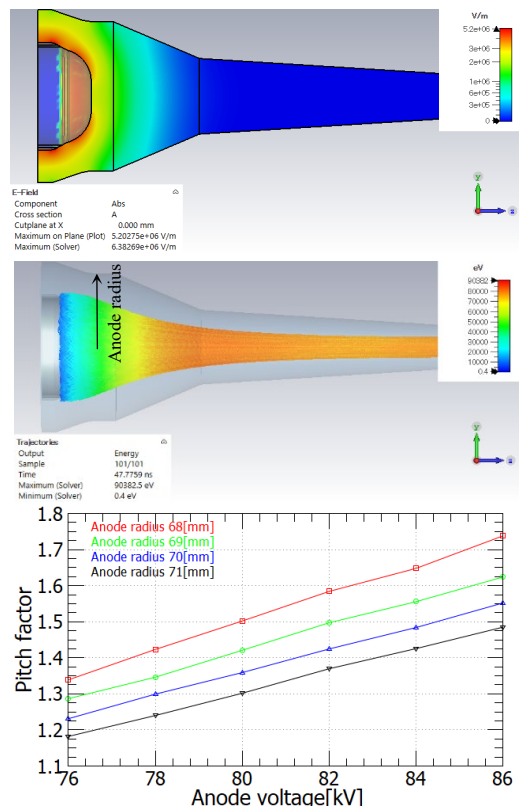 V/m
5.2e+06
3e+06
2e+06
1e+06
6e+05
3e+05
0
E-Field
Component Abs
Cross section A
Cutplane at X 0.000 mm
Maximum on Plane (Plot) 5.20275e+06 V/m
Maximum (Solver) 6.38269e+06 V/m
y
z
eV
90382
80000
70000
60000
50000
40000
30000
20000
10000
0.4
Anode radius
Trajectories
Output Energy
Sample 101/101
Time 47.7759 ns
Maximum (Solver) 90382.5 eV
Minimum (Solver) 0.4 eV
y
z
1.8
1.7
1.6
1.5
1.4
1.3
1.2
1.1
Pitch factor
Anode radius 68[mm]
Anode radius 69[mm]
Anode radius 70[mm]
Anode radius 71[mm]
76 78 80 82 84 86
Anode voltage[kV]